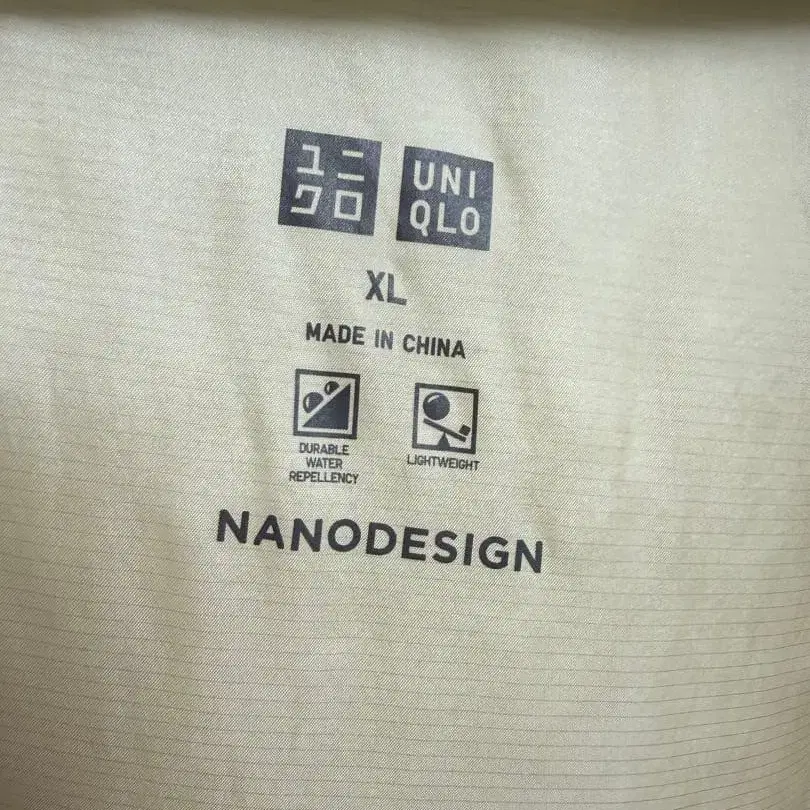 ユニ
クロ
UNI
QLO
XL
MADE IN CHINA
DURABLE
WATER
REPELLENCY
LIGHTWEIGHT
NANODESIGN